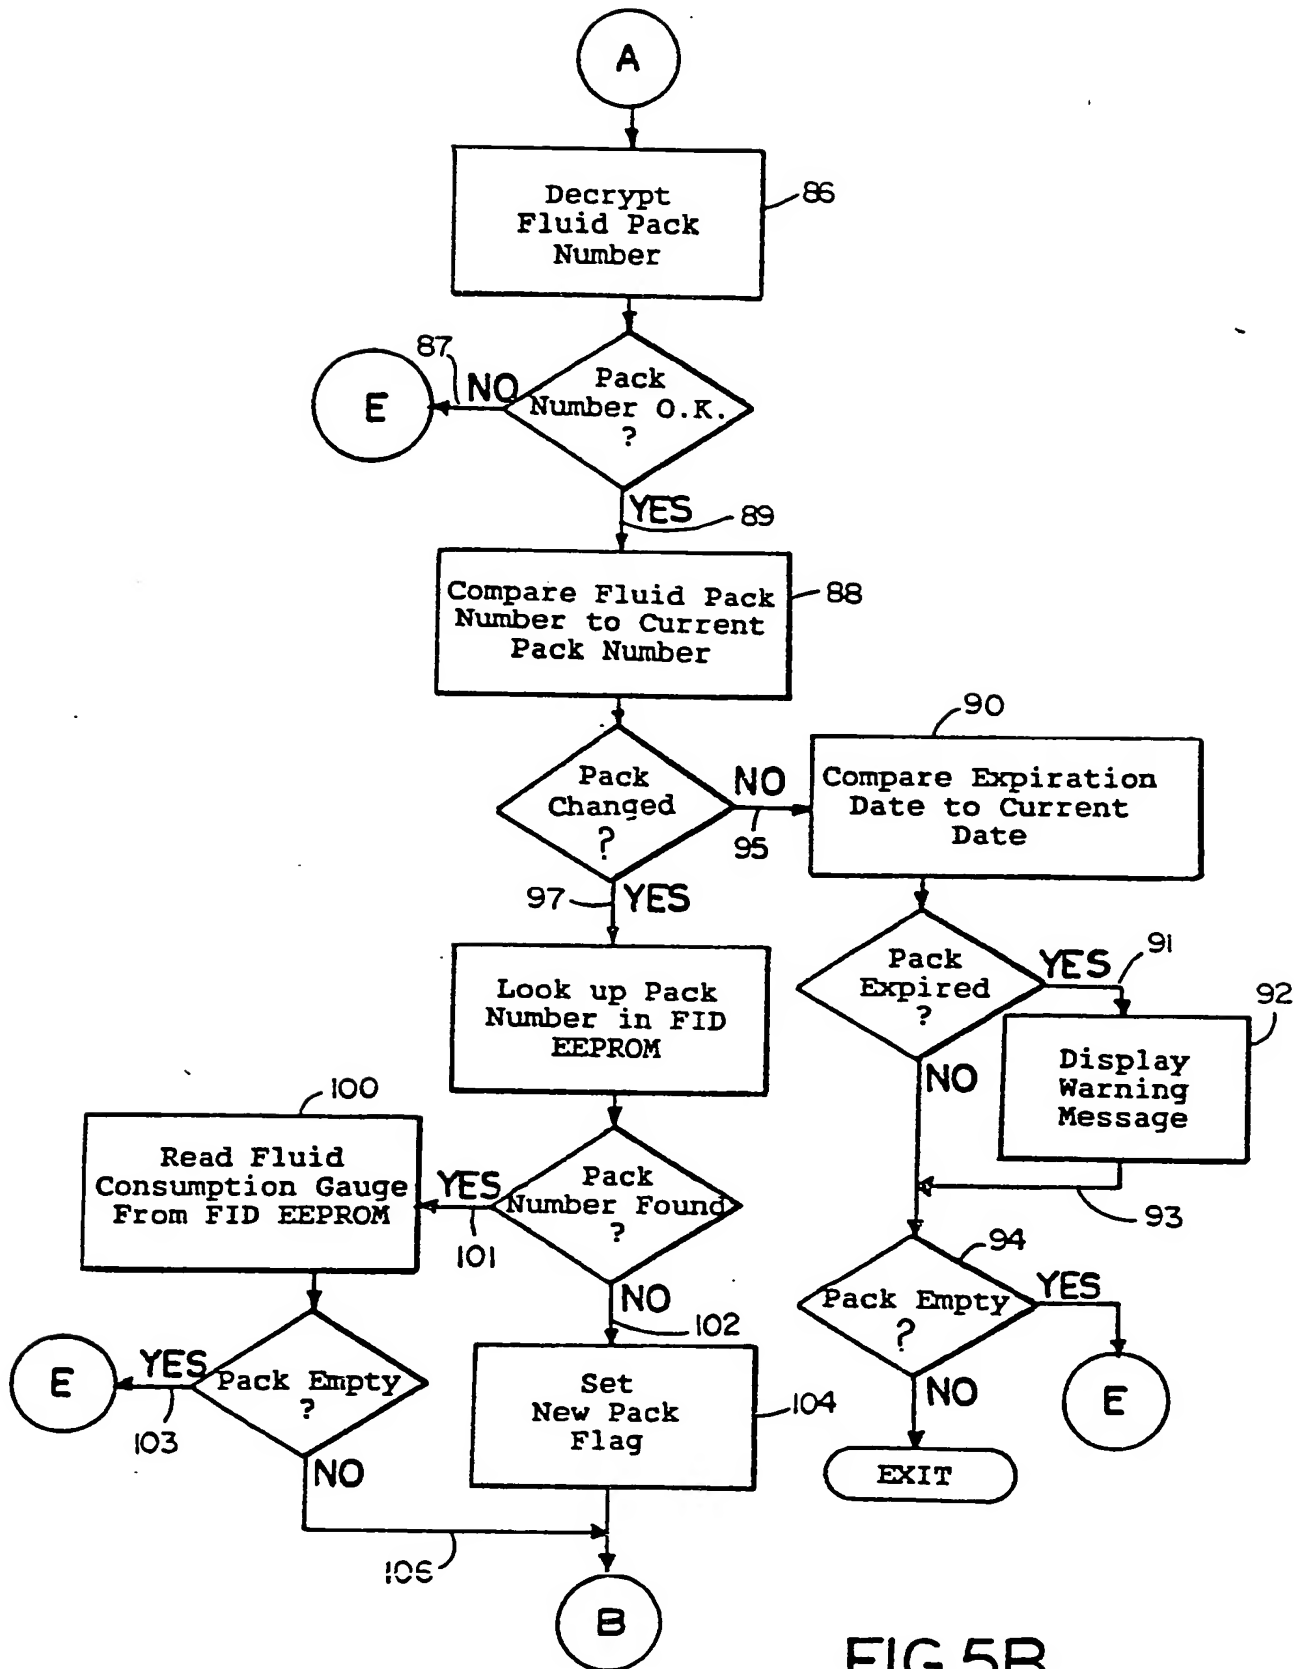 A
Decrypt
Fluid Pack
Number
86
87
NO
E
Pack
Number O.K.
?
YES
89
Compare Fluid Pack
Number to Current
Pack Number
88
Pack
Changed
?
NO
95
90
Compare Expiration
Date to Current
Date
97
YES
Pack
Expired
?
YES
91
92
Look up Pack
Number in FID
EEPROM
NO
Display
Warning
Message
93
100
Read Fluid
Consumption Gauge
From FID EEPROM
YES
101
Pack
Number Found
?
NO
102
94
Pack Empty
?
YES
E
NO
EXIT
E
YES
103
Pack Empty
?
NO
Set
New Pack
Flag
104
106
B
FIG.5B